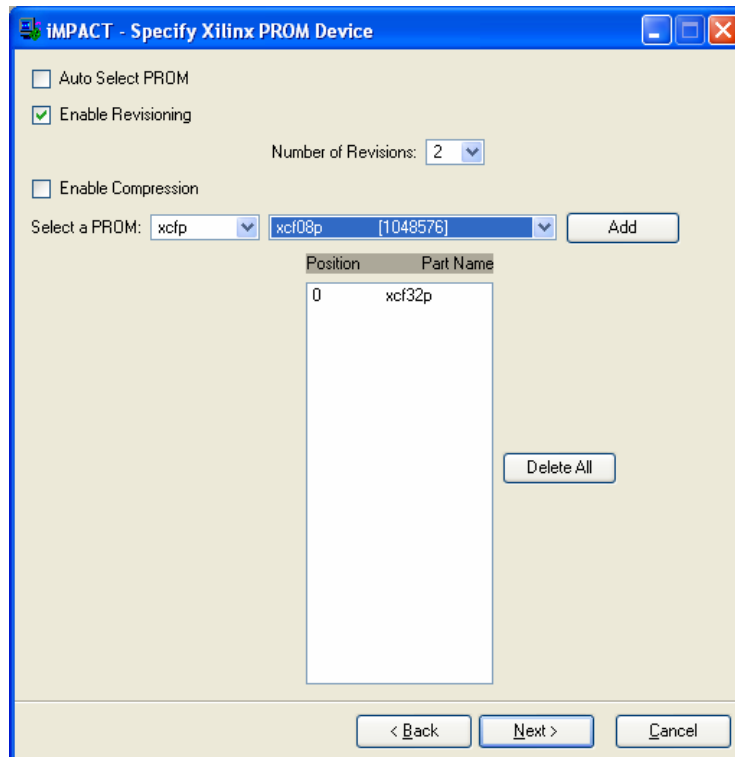 iMPACT - Specify Xilinx PROM Device
Auto Select PROM
Enable Revisioning
Number of Revisions: 2
Enable Compression
Select a PROM: xcfp xcf08p [1048576] Add
Position Part Name
0 xcf32p
Delete All
< Back Next > Cancel